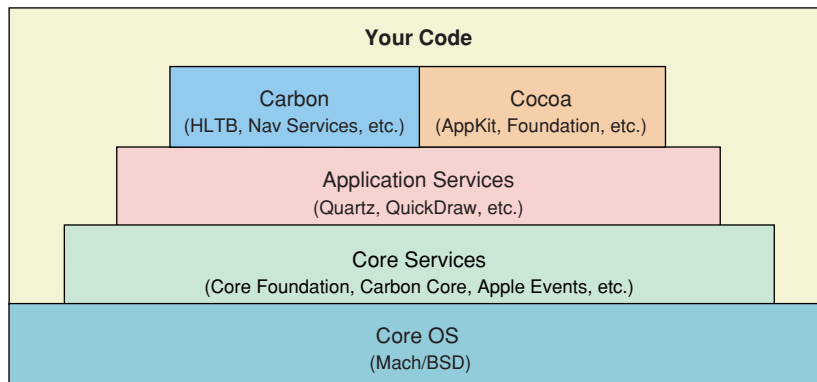 Your Code
Carbon
(HLTB, Nav Services, etc.)
Cocoa
(AppKit, Foundation, etc.)
Application Services
(Quartz, QuickDraw, etc.)
Core Services
(Core Foundation, Carbon Core, Apple Events, etc.)
Core OS
(Mach/BSD)